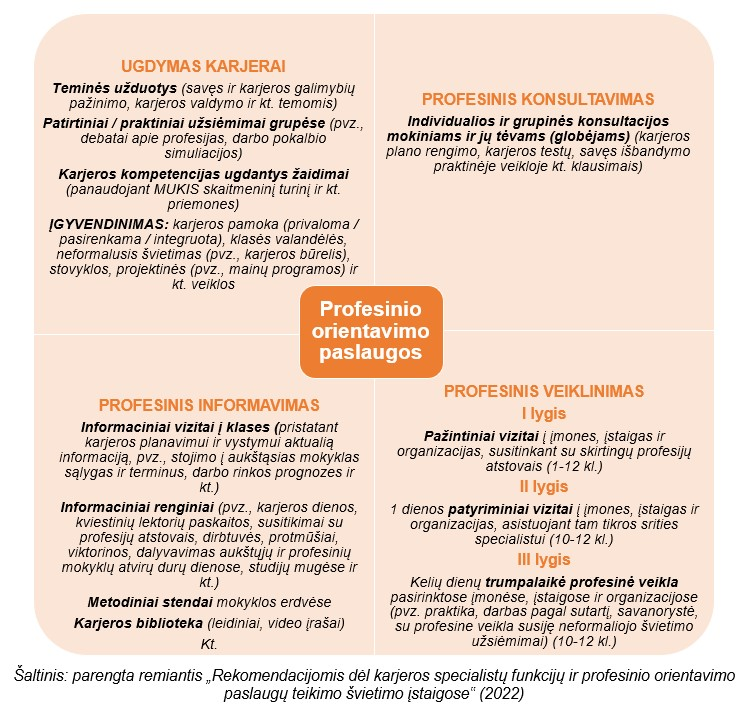 UGDYMAS KARJERAI
Teminės užduotys (savęs ir karjeros galimybių
pažinimo, karjeros valdymo ir kt. temomis)
Patirtiniai / praktiniai užsiėmimai grupėse (pvz.,
debatai apie profesijas, darbo pokalbio
simuliacijos)
Karjeros kompetencijas ugdantys žaidimai
(panaudojant MUKIS skaitmeninį turinį ir kt.
priemones)
ĮGYVENDINIMAS: karjeros pamoka (privaloma /
pasirenkama / integruota), klasės valandėlės,
neformalusis švietimas (pvz., karjeros būrelis),
stovyklos, projektinės (pvz., mainų programos) ir
kt. veiklos
PROFESINIS KONSULTAVIMAS
Individualios ir grupinės konsultacijos
mokiniams ir jų tėvams (globėjams) (karjeros
plano rengimo, karjeros testų, savęs išbandymo
praktinėje veikloje kt. klausimais)
Profesinio
orientavimo
paslaugos
PROFESINIS INFORMAVIMAS
Informaciniai vizitai į klases (pristatant
karjeros planavimui ir vystymui aktualią
informaciją, pvz., stojimo į aukštąsias mokyklas
sąlygas ir terminus, darbo rinkos prognozes ir
kt.)
Informaciniai renginiai (pvz., karjeros dienos,
kviestinių lektorių paskaitos, susitikimai su
profesijų atstovais, dirbtuvės, protmūšiai,
viktorinos, dalyvavimas aukštųjų ir profesinių
mokyklų atvirų durų dienose, studijų mugėse ir
kt.)
Metodiniai stendai mokyklos erdvėse
Karjeros biblioteka (leidiniai, video įrašai)
Kt.
PROFESINIS VEIKLINIMAS
I lygis
Pažintiniai vizitai į įmones, įstaigas ir
organizacijas, susitinkant su skirtingų profesijų
atstovais (1-12 kl.)
II lygis
1 dienos patyriminiai vizitai į įmones, įstaigas ir
organizacijas, asistuojant tam tikros srities
specialistui (10-12 kl.)
III lygis
Kelių dienų trumpalaikė profesinė veikla
pasirinktose įmonėse, įstaigose ir organizacijose
(pvz. praktika, darbas pagal sutartį, savanorystė,
su profesine veikla susiję neformaliojo švietimo
užsiėmimai) (10-12 kl.)
Šaltinis: parengta remiantis „Rekomendacijomis dėl karjeros specialistų funkcijų ir profesinio orientavimo
paslaugų teikimo švietimo įstaigose“ (2022)